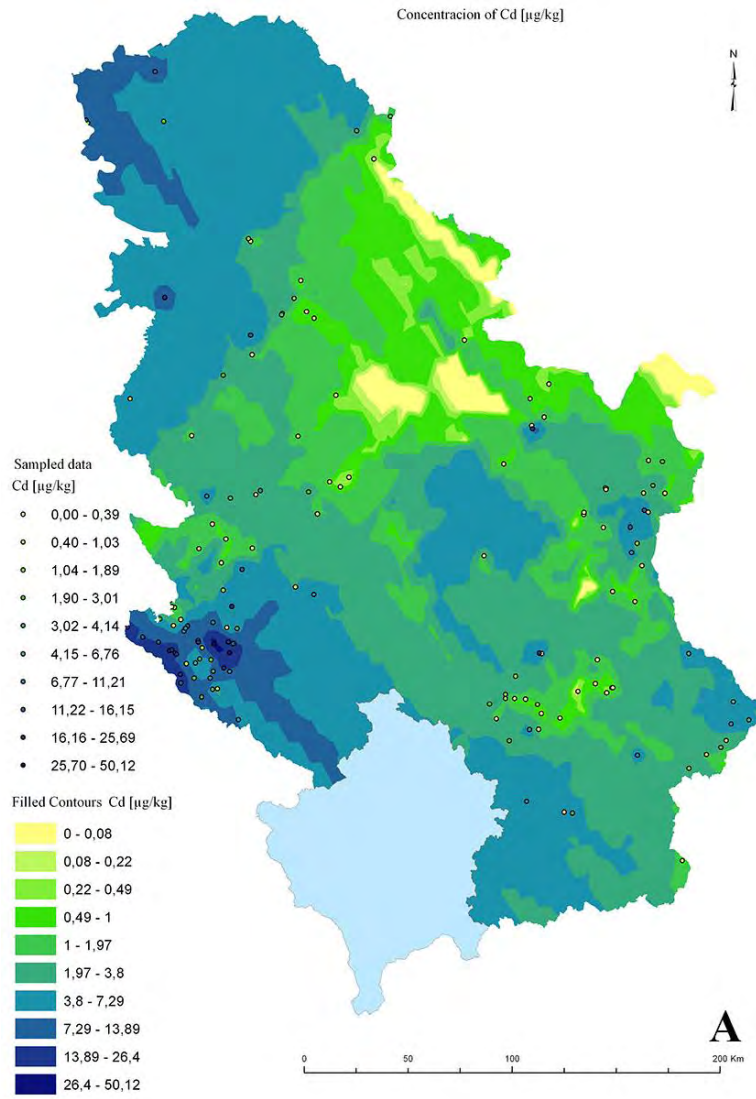 Concentracion of Cd [µg/kg]
N
Sampled data
Cd [µg/kg]
0,00 - 0,39
0,40 - 1,03
1,04 - 1,89
1,90 - 3,01
3,02 - 4,14
4,15 - 6,76
6,77 - 11,21
11,22 - 16,15
16,16 - 25,69
25,70 - 50,12
Filled Contours Cd [µg/kg]
0 - 0,08
0,08 - 0,22
0,22 - 0,49
0,49 - 1
1 - 1,97
1,97 - 3,8
3,8 - 7,29
7,29 - 13,89
13,89 - 26,4
26,4 - 50,12
A
0 50 100 200 Km